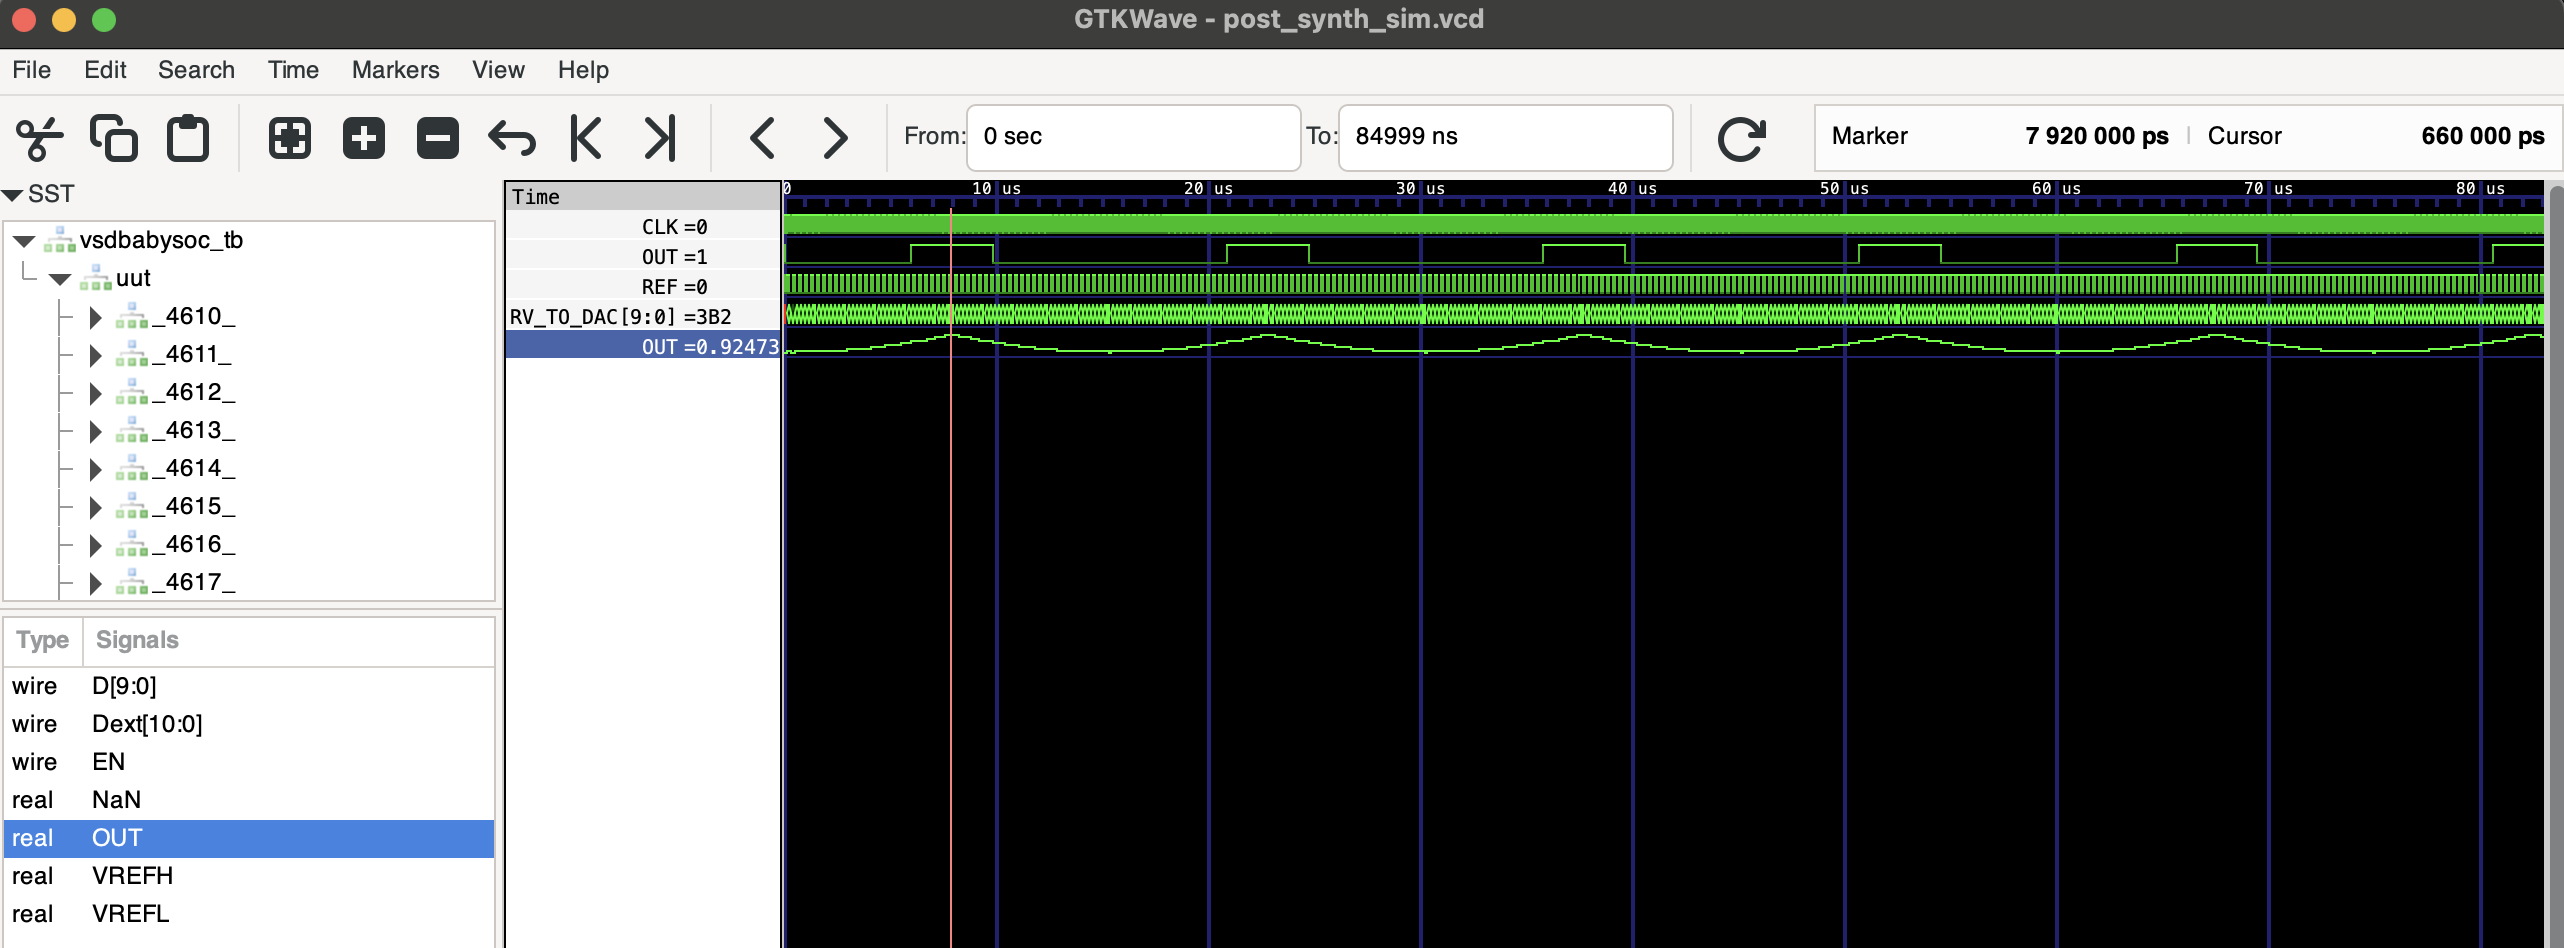 GTKWave - post_synth_sim.vcd
File Edit Search Time Markers View Help
From: 0 sec To: 84999 ns Marker 7 920 000 ps | Cursor 660 000 ps
SST
vsdbabysoc_tb
uut
_4610_
_4611_
_4612_
_4613_
_4614_
_4615_
_4616_
_4617_
Type Signals
wire D[9:0]
wire Dext[10:0]
wire EN
real NaN
real OUT
real VREFH
real VREFL
Time
CLK =0
OUT =1
REF =0
RV_TO_DAC[9:0] =3B2
OUT =0.92473
0 10 us 20 us 30 us 40 us 50 us 60 us 70 us 80 us